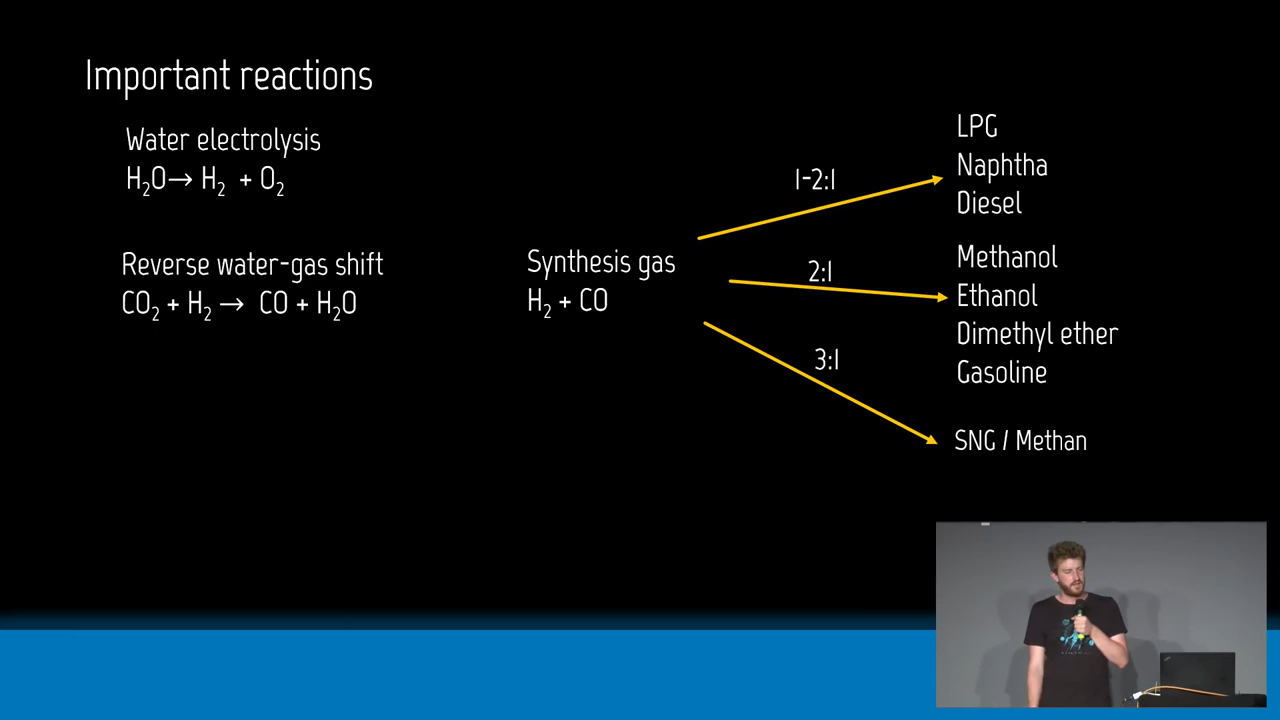 Important reactions
Water electrolysis
H₂O→ H₂ + O₂
Reverse water-gas shift
CO₂ + H₂ → CO + H₂O
Synthesis gas
H₂ + CO
1-2:1
2:1
3:1
LPG
Naphtha
Diesel
Methanol
Ethanol
Dimethyl ether
Gasoline
SNG / Methan